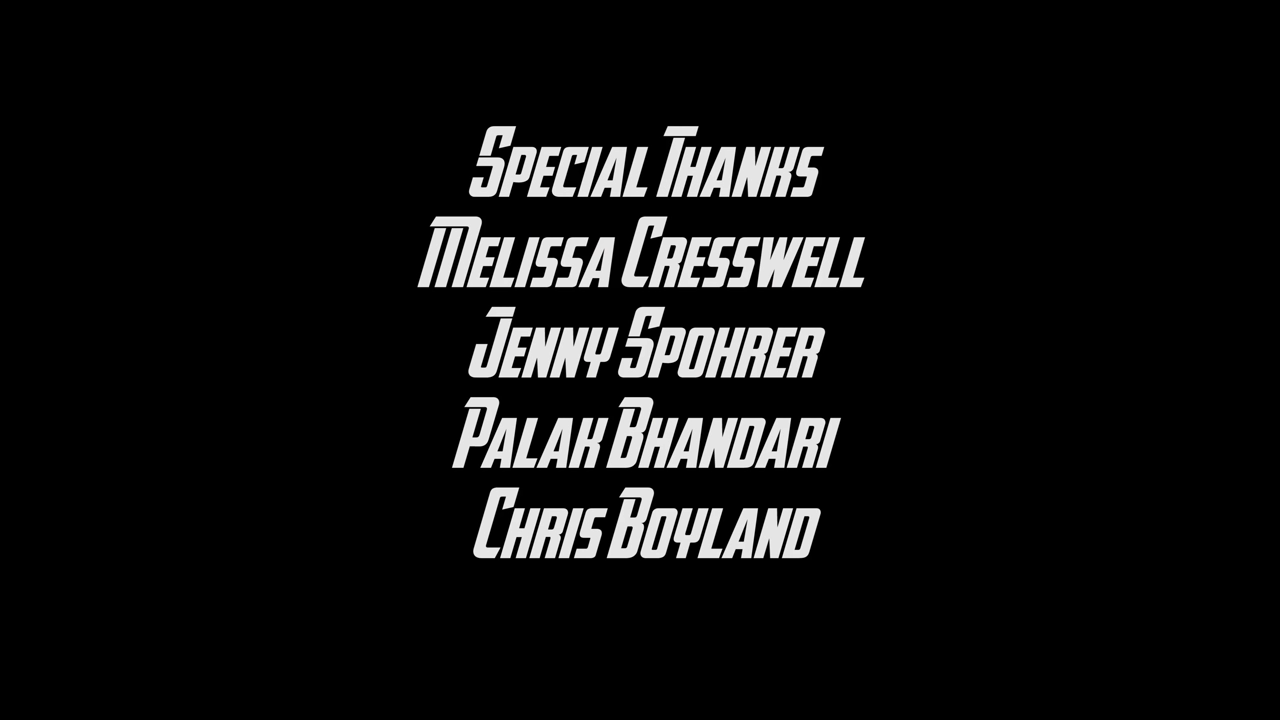 Special Thanks
Melissa Cresswell
Jenny Spohrer
Palak Bhandari
Chris Boyland